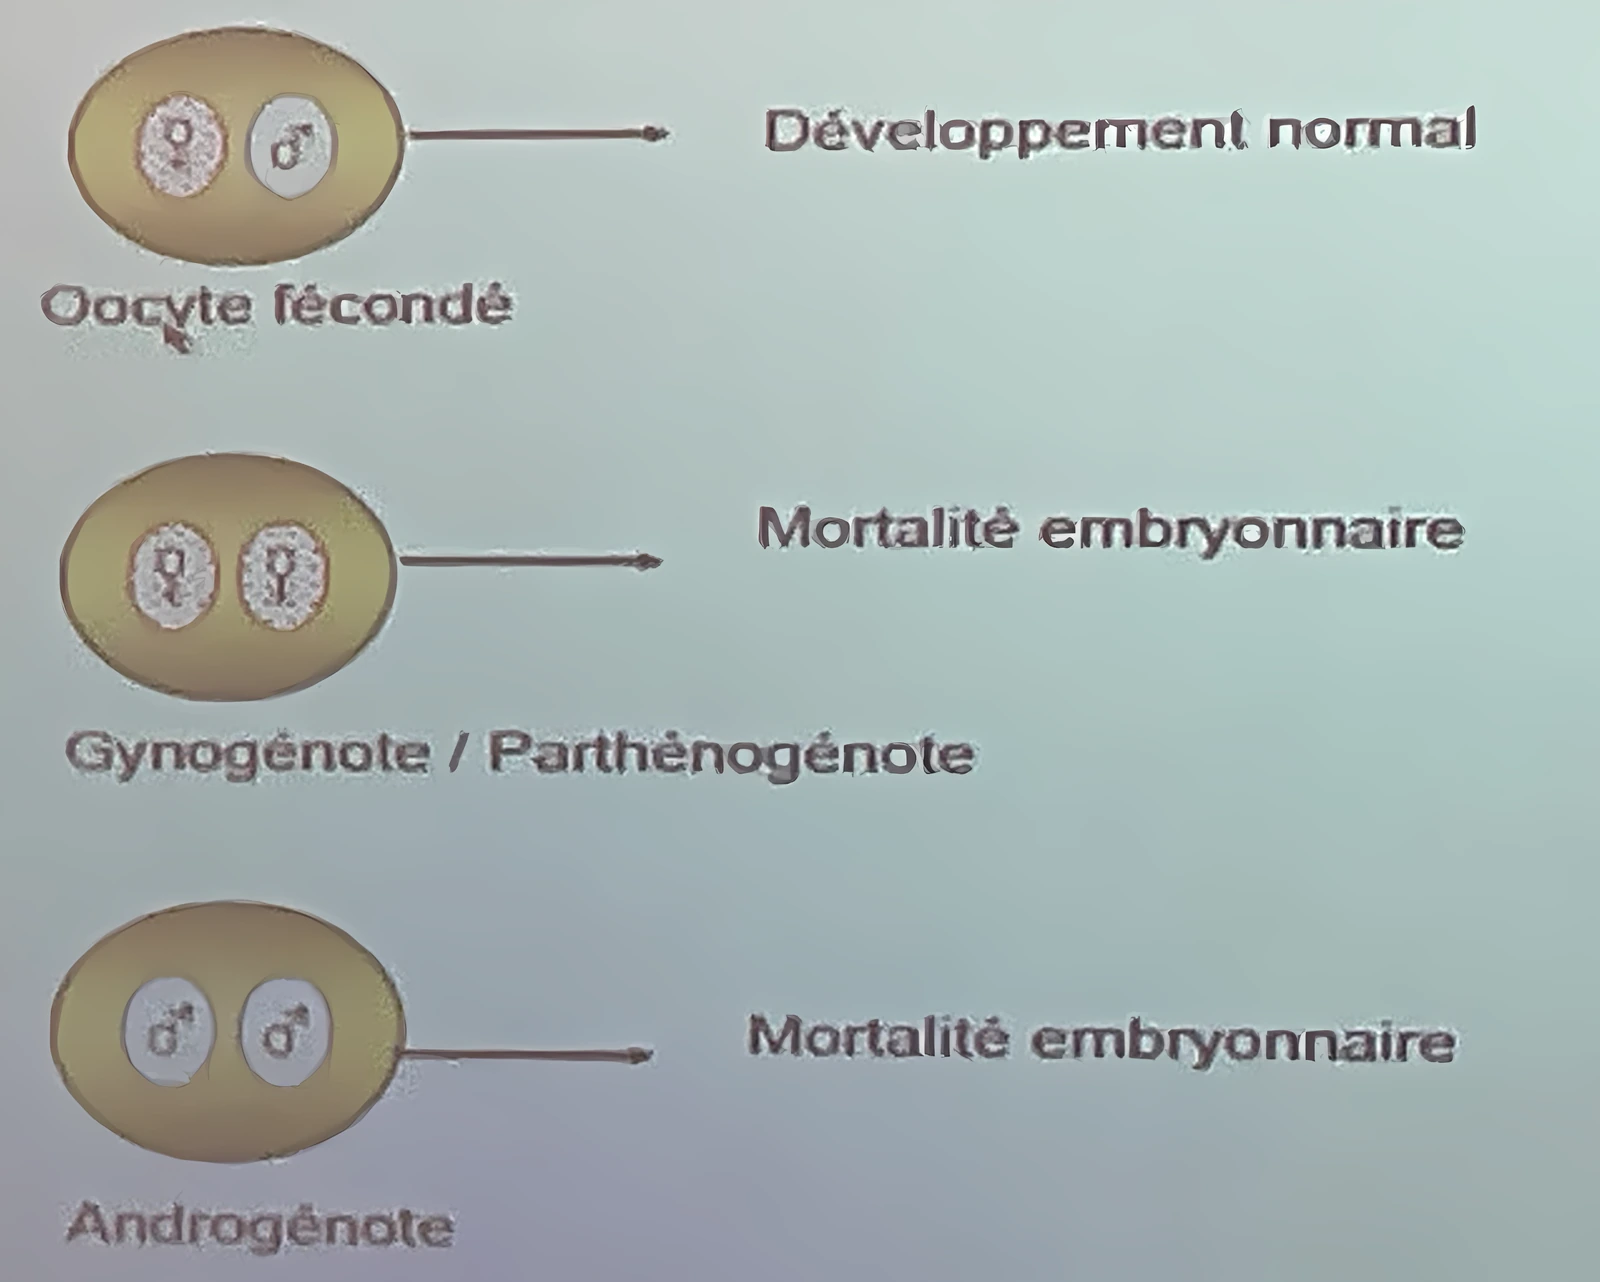 Développement normal
Oocyte fécondé
Mortalité embryonnaire
Gynogénote / Parthénogénote
Mortalité embryonnaire
Androgénote